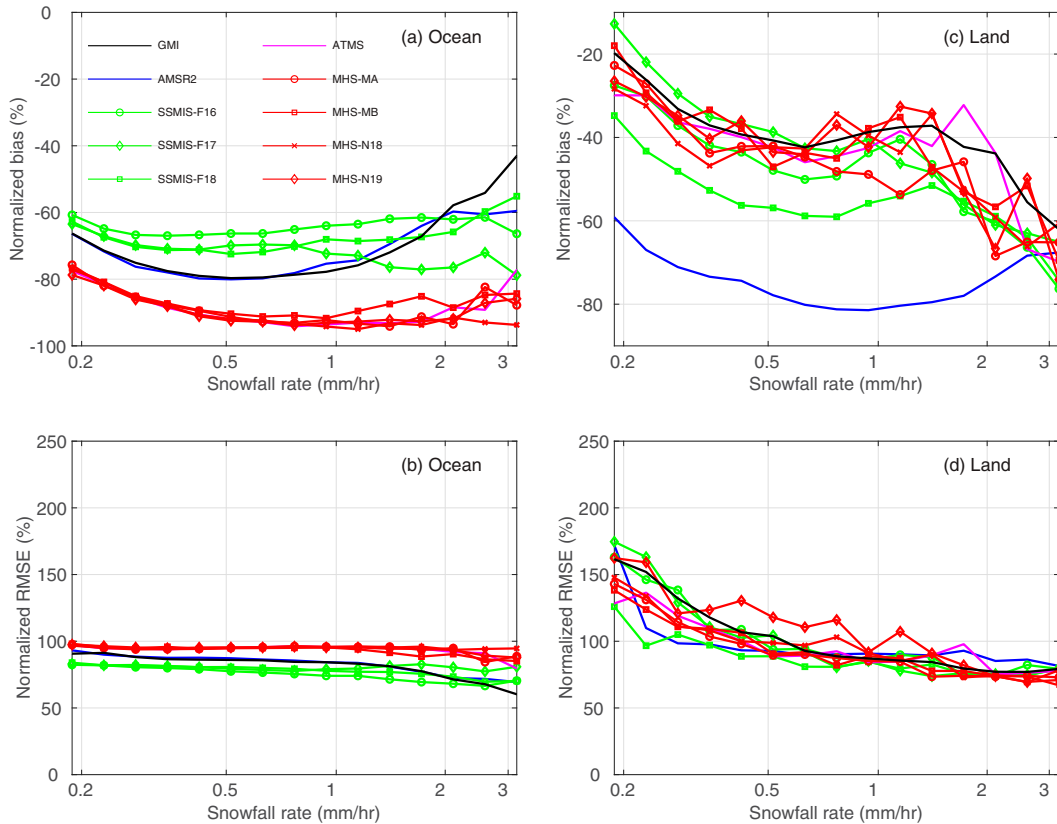 (a) Ocean
GMI
AMSR2
SSMIS-F16
SSMIS-F17
SSMIS-F18
ATMS
MHS-MA
MHS-MB
MHS-N18
MHS-N19
0
-20
-40
-60
-80
-100
Normalized bias (%)
0.2 0.5 1 2 3
Snowfall rate (mm/hr)
(c) Land
-20
-40
-60
-80
Normalized bias (%)
0.2 0.5 1 2 3
Snowfall rate (mm/hr)
(b) Ocean
250
200
150
100
50
0
Normalized RMSE (%)
0.2 0.5 1 2 3
Snowfall rate (mm/hr)
(d) Land
250
200
150
100
50
0
Normalized RMSE (%)
0.2 0.5 1 2 3
Snowfall rate (mm/hr)